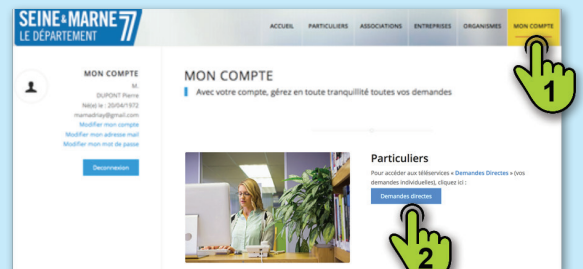 SEINE & MARNE 77
LE DÉPARTEMENT
ACCUEIL PARTICULIERS ASSOCIATIONS ENTREPRISES ORGANISMES MON COMPTE
1
MON COMPTE
M.
DUPONT Pierre
Né(e) le : 20/04/1972
mamadriay@gmail.com
Modifier mon compte
Modifier mon adresse mail
Modifier mon mot de passe
Deconnexion
MON COMPTE
Avec votre compte, gérez en toute tranquillité toutes vos demandes
Particuliers
Pour accéder aux téléservices « Demandes Directes » (vos
demandes individuelles), cliquez ici :
Demandes directes
2